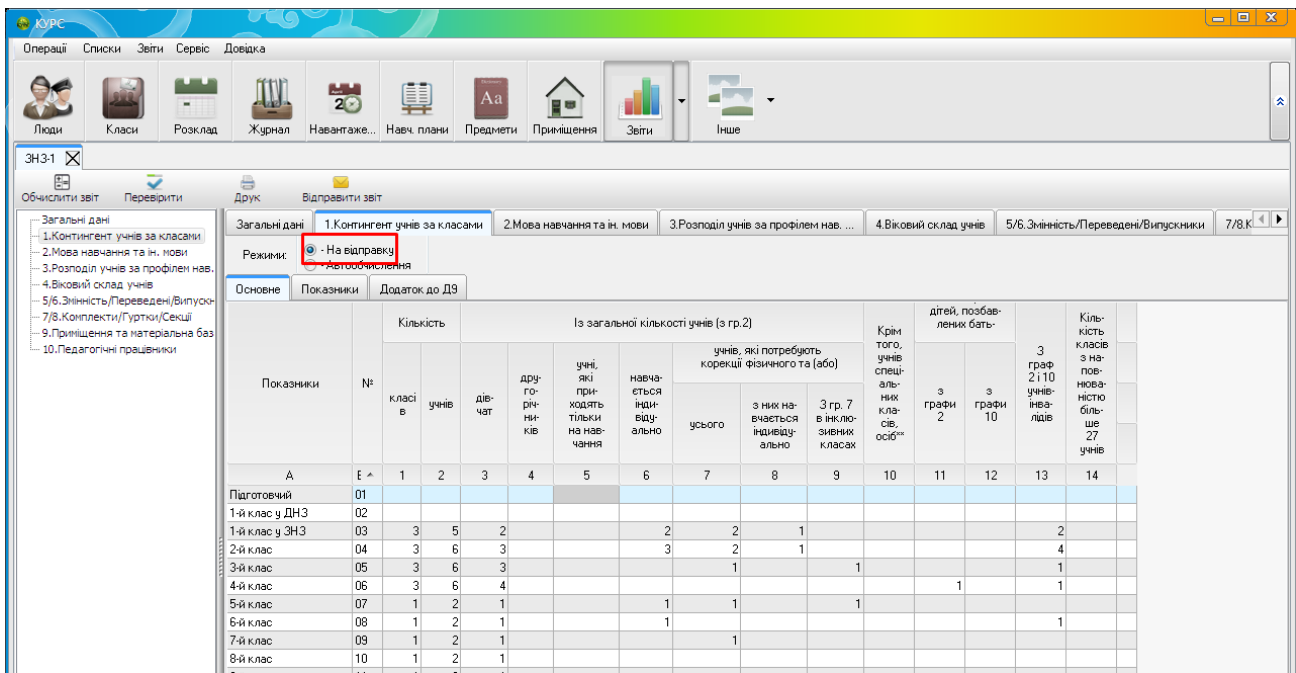 КУРС
Операції Списки Звіти Сервіс Довідка
Люди Класи Розклад Журнал Навантаже... Навч. плани Предмети Приміщення Звіти Інше
ЗНЗ-1
Обчислити звіт Перевірити Друк Відправити звіт
Загальні дані
1.Контингент учнів за класами
2.Мова навчання та ін. мови
3.Розподіл учнів за профілем нав.
4.Віковий склад учнів
5/6.Змінність/Переведені/Випускн
7/8.Комплекти/Гуртки/Секції
9.Приміщення та матеріальна баз
10.Педагогічні працівники
Загальні дані 1.Контингент учнів за класами 2.Мова навчання та ін. мови 3.Розподіл учнів за профілем нав. ... 4.Віковий склад учнів 5/6.Змінність/Переведені/Випускники 7/8.К
Режими: - На відправку
- Автообчислення
Основне Показники Додаток до Д9
Показники
№
Кількість
класі
в
учнів
дів-
чат
Із загальної кількості учнів (з гр.2)
дру-
го-
річ-
ни-
ків
учні,
які
при-
ходять
тільки
на нав-
чання
навча-
ється
інди-
віду-
ально
учнів, які потребують
корекції фізичного та (або)
усього
з них на-
вчається
індивіду-
ально
З гр. 7
в інклю-
зивних
класах
Крім
того,
учнів
спеці-
аль-
них
кла-
сів,
осіб**
дітей, позбав-
лених бать-
з
графи
2
з
графи
10
З
граф
2 і 10
учнів-
інва-
лідів
Кіль-
кість
класів
з на-
пов-
нюва-
ністю
біль-
ше
27
учнів
А Б 1 2 3 4 5 6 7 8 9 10 11 12 13 14
Підготовчий 01
1-й клас у ДНЗ 02
1-й клас у ЗНЗ 03 3 5 2 2 2 1 2
2-й клас 04 3 6 3 3 2 1 4
3-й клас 05 3 6 3 1 1 1
4-й клас 06 3 6 4 1 1
5-й клас 07 1 2 1 1 1 1
6-й клас 08 1 2 1 1 1
7-й клас 09 1 2 1 1
8-й клас 10 1 2 1